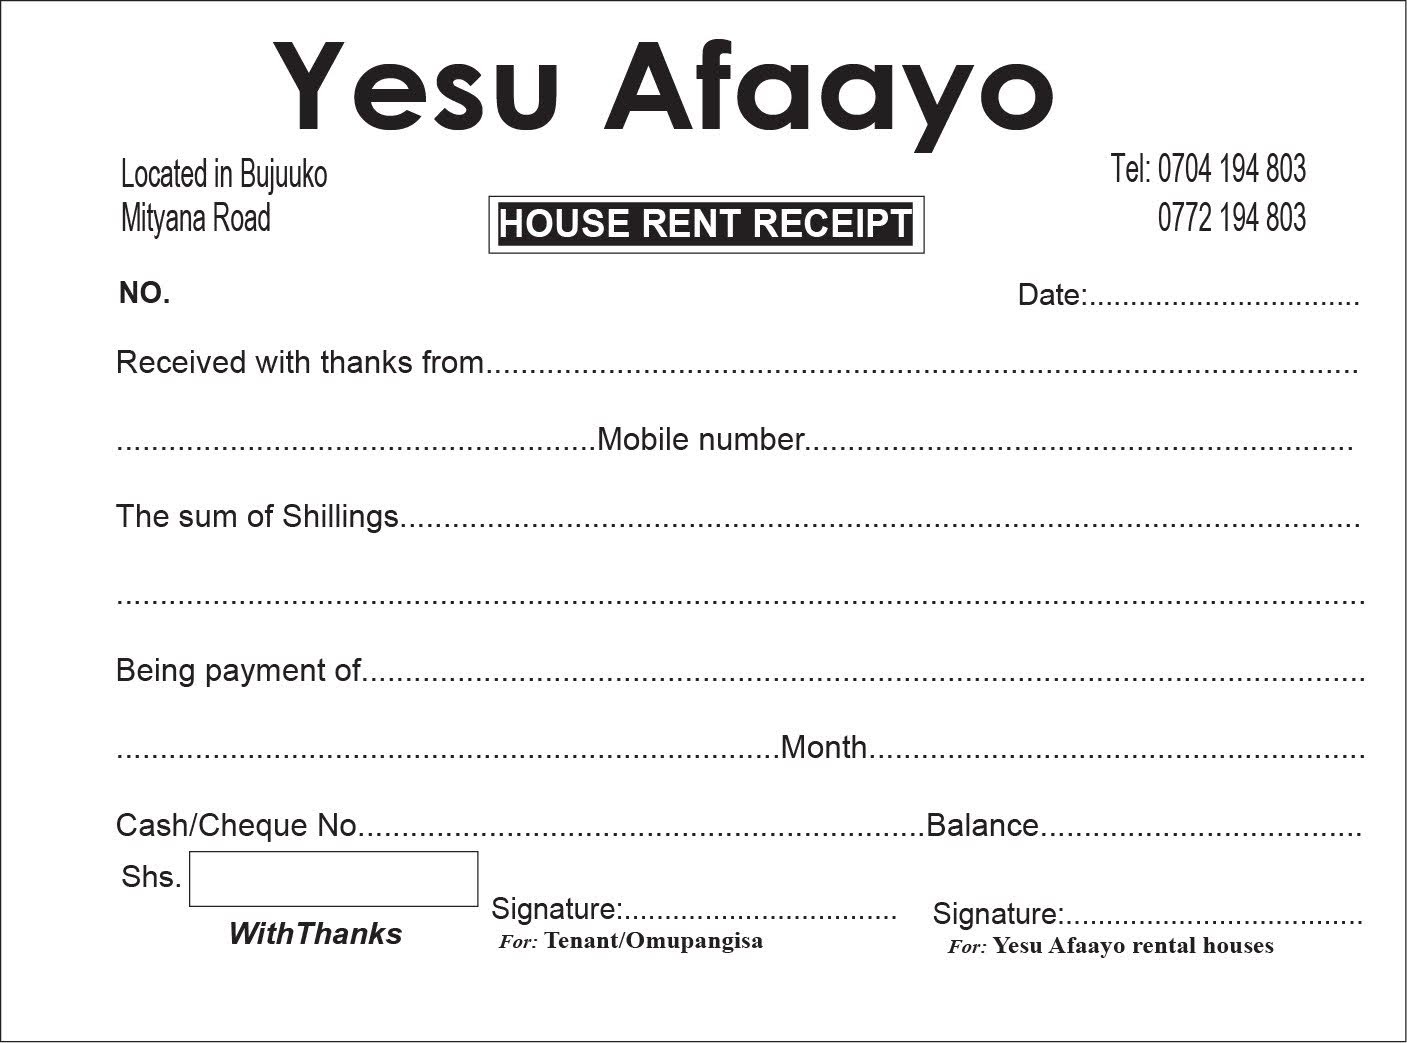 Yesu Afaayo
Located in Bujuuko
Mityana Road
HOUSE RENT RECEIPT
Tel: 0704 194 803
0772 194 803
NO.
Date:.................................
Received with thanks from..........................................................................................................
..........................................................Mobile number...................................................................
The sum of Shillings.....................................................................................................................
........................................................................................................................................................
Being payment of..........................................................................................................................
................................................................................Month............................................................
Cash/Cheque No.....................................................................Balance.......................................
Shs.
WithThanks
Signature:..................................
For: Tenant/Omupangisa
Signature:.....................................
For: Yesu Afaayo rental houses